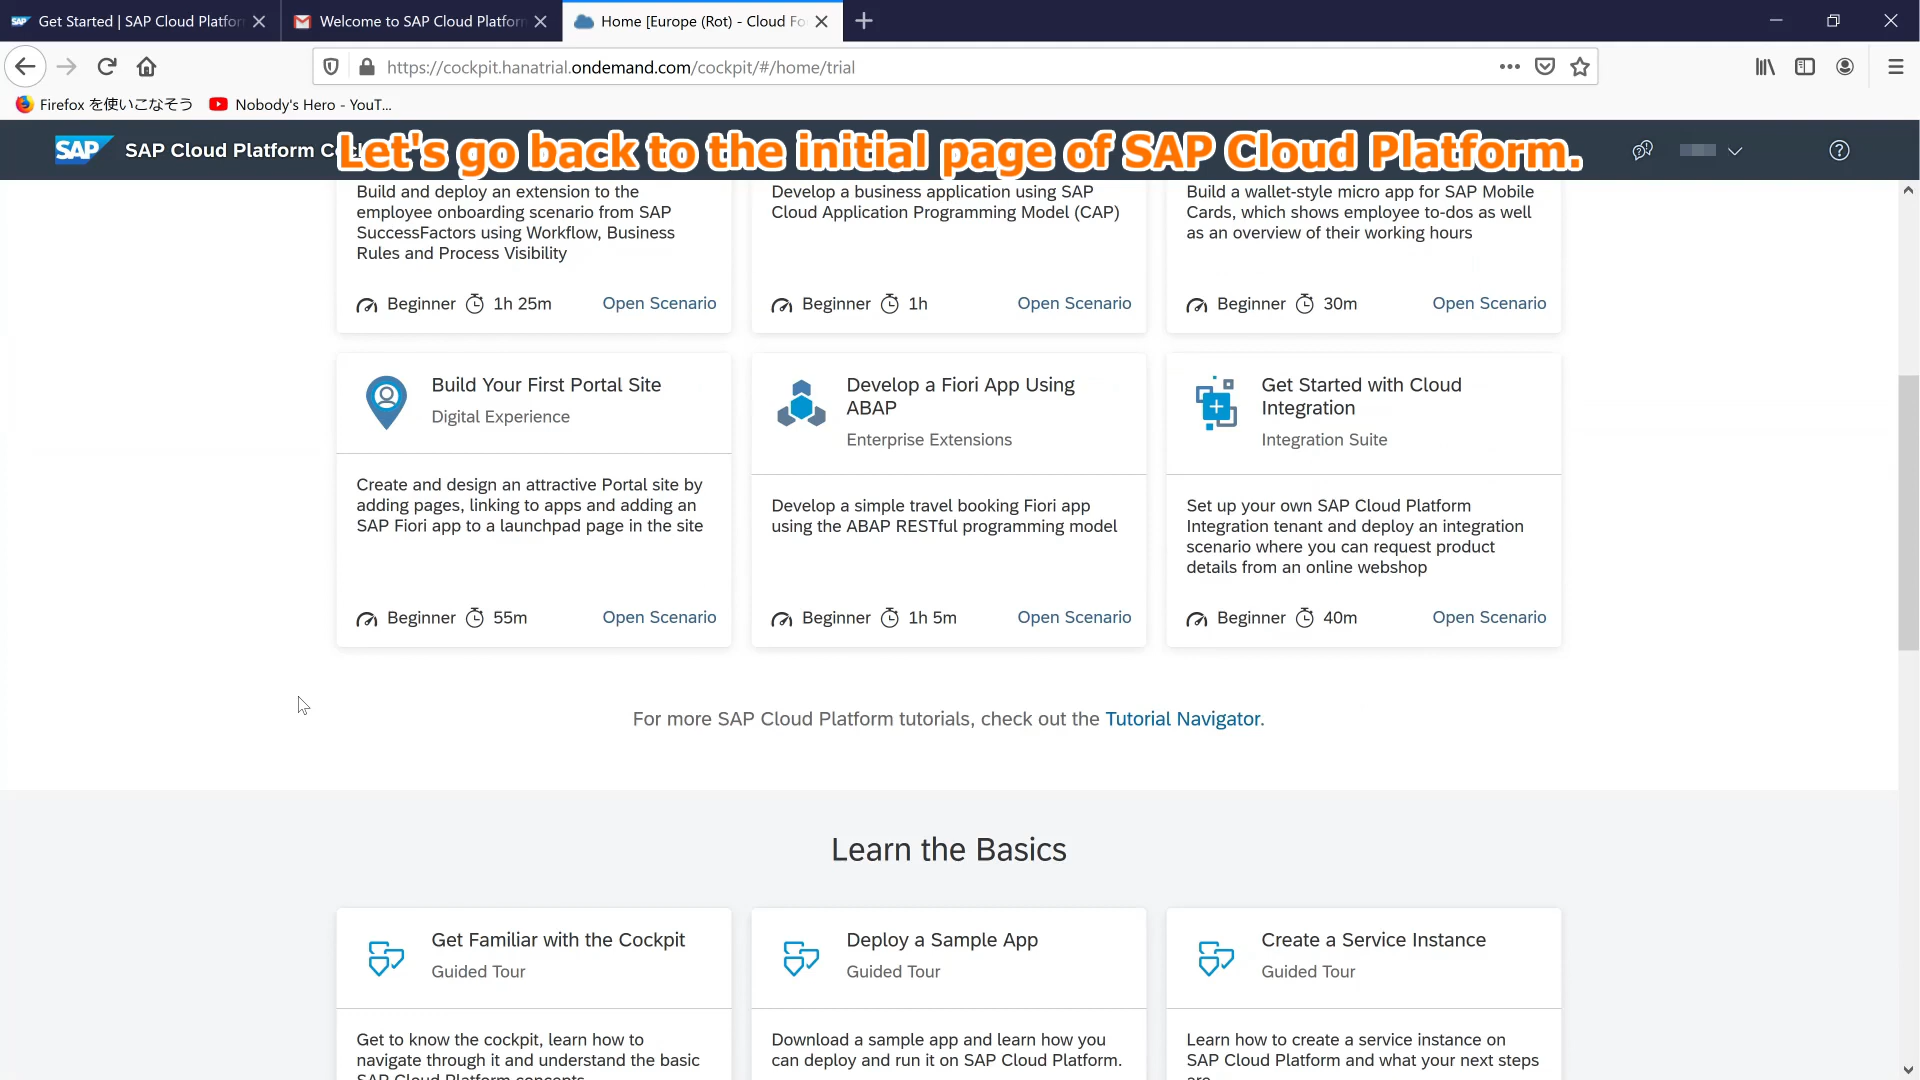 Get Started | SAP Cloud Platfor
Welcome to SAP Cloud Platfor
Home [Europe (Rot) - Cloud Fo
https://cockpit.hanatrial.ondemand.com/cockpit/#/home/trial
Firefox を使いこなそう
Nobody's Hero - YouT...
SAP
SAP Cloud Platform C
Let's go back to the initial page of SAP Cloud Platform.
Build and deploy an extension to the
employee onboarding scenario from SAP
SuccessFactors using Workflow, Business
Rules and Process Visibility
Beginner 1h 25m Open Scenario
Develop a business application using SAP
Cloud Application Programming Model (CAP)
Beginner 1h Open Scenario
Build a wallet-style micro app for SAP Mobile
Cards, which shows employee to-dos as well
as an overview of their working hours
Beginner 30m Open Scenario
Build Your First Portal Site
Digital Experience
Create and design an attractive Portal site by
adding pages, linking to apps and adding an
SAP Fiori app to a launchpad page in the site
Beginner 55m Open Scenario
Develop a Fiori App Using
ABAP
Enterprise Extensions
Develop a simple travel booking Fiori app
using the ABAP RESTful programming model
Beginner 1h 5m Open Scenario
Get Started with Cloud
Integration
Integration Suite
Set up your own SAP Cloud Platform
Integration tenant and deploy an integration
scenario where you can request product
details from an online webshop
Beginner 40m Open Scenario
For more SAP Cloud Platform tutorials, check out the Tutorial Navigator.
Learn the Basics
Get Familiar with the Cockpit
Guided Tour
Get to know the cockpit, learn how to
navigate through it and understand the basic
SAP Cloud Platform concepts
Deploy a Sample App
Guided Tour
Download a sample app and learn how you
can deploy and run it on SAP Cloud Platform.
Create a Service Instance
Guided Tour
Learn how to create a service instance on
SAP Cloud Platform and what your next steps
are